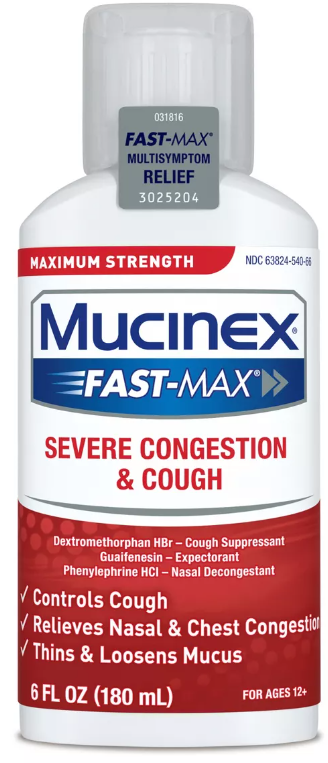 031816
FAST-MAX®
MULTISYMPTOM
RELIEF
3025204
MAXIMUM STRENGTH
NDC 63824-540-66
Mucinex®
FAST-MAX®
SEVERE CONGESTION
& COUGH
Dextromethorphan HBr – Cough Suppressant
Guaifenesin – Expectorant
Phenylephrine HCl – Nasal Decongestant
✓ Controls Cough
✓ Relieves Nasal & Chest Congestion
✓ Thins & Loosens Mucus
6 FL OZ (180 mL)
FOR AGES 12+